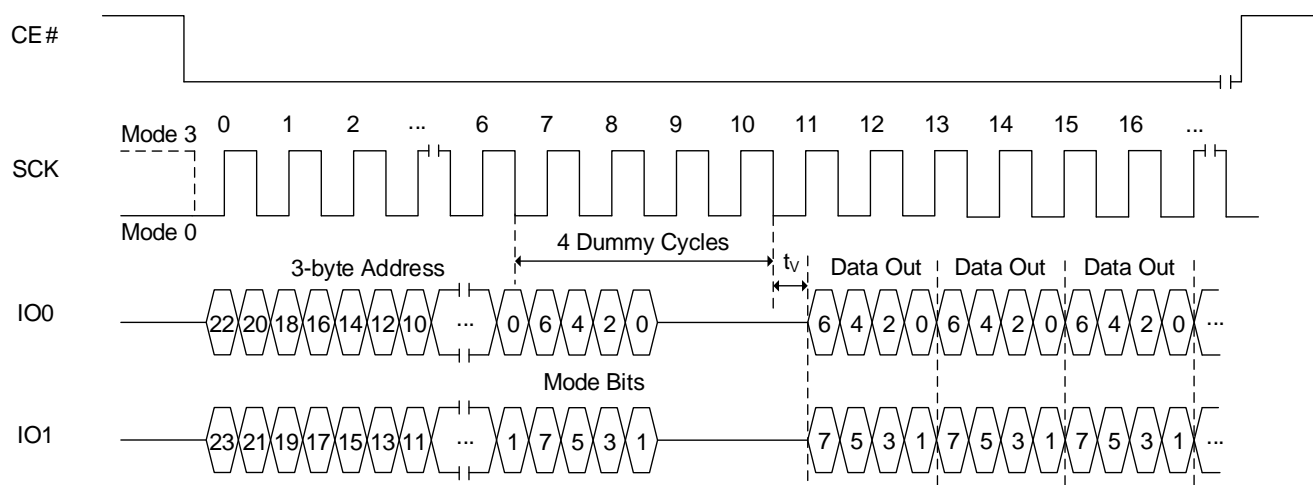 CE#
0 1 2 ... 6 7 8 9 10 11 12 13 14 15 16 ...
Mode 3
SCK
Mode 0
4 Dummy Cycles
3-byte Address
tV
Data Out Data Out Data Out
IO0
22 20 18 16 14 12 10 ... 0 6 4 2 0 6 4 2 0 6 4 2 0 6 4 2 0 ...
Mode Bits
IO1
23 21 19 17 15 13 11 ... 1 7 5 3 1 7 5 3 1 7 5 3 1 7 5 3 1 ...